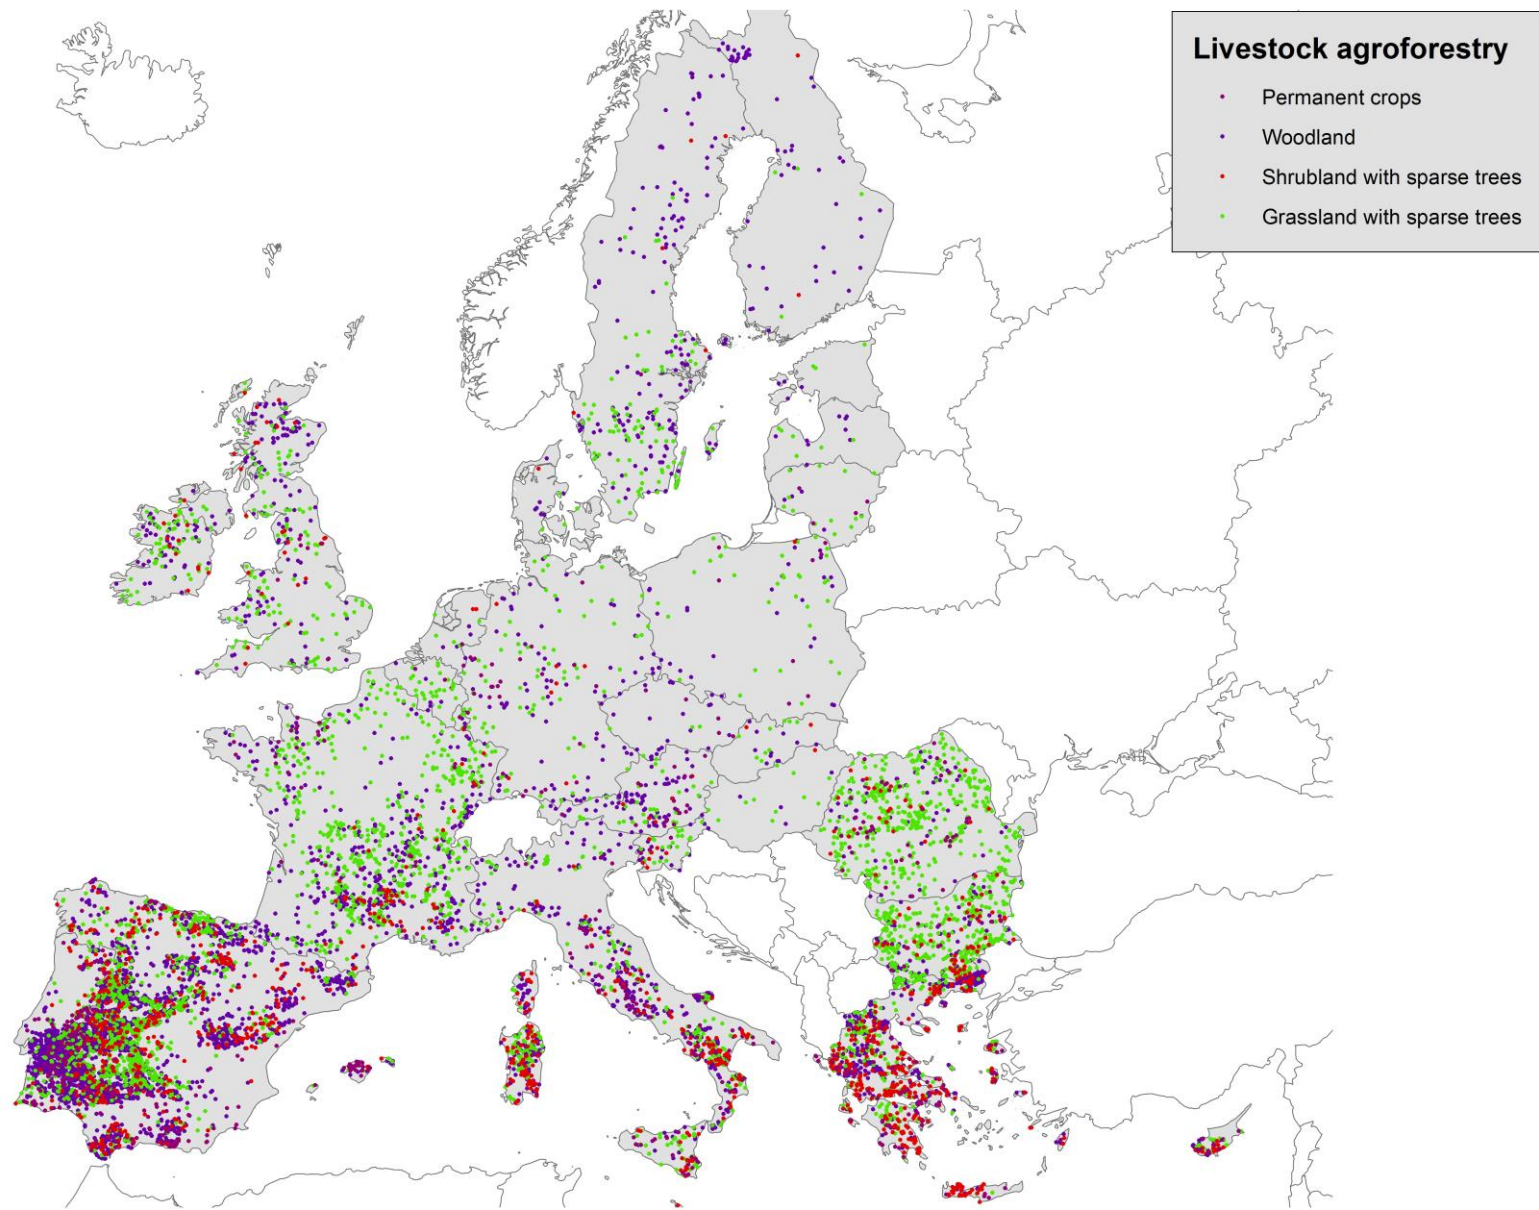 Livestock agroforestry
Permanent crops
Woodland
Shrubland with sparse trees
Grassland with sparse trees